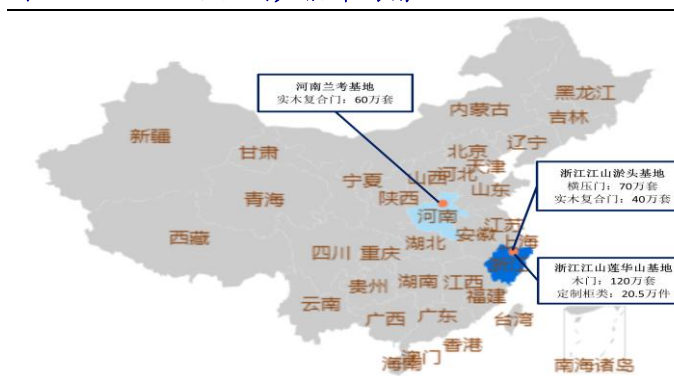 河南兰考基地
实木复合门：60万套
黑龙江
内蒙古
吉林
新疆
辽宁
甘肃
北京
天津
浙江江山淤头基地
横压门：70万套
实木复合门：40万套
宁夏
山西
河北
山东
青海
陕西
河南
江苏
西藏
安徽
上海
湖北
四川
重庆
浙江江山莲华山基地
木门：120万套
定制柜类：20.5万件
贵州
湖南
江西
福建
云南
广西
广东
台湾
香港
澳门
海南
南海诸岛